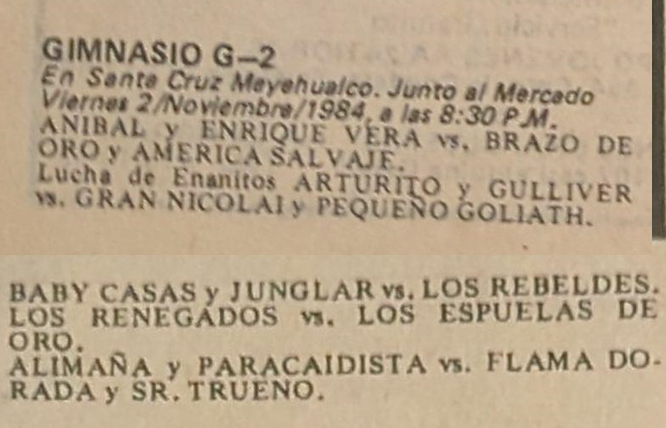 GIMNASIO G—2
En Santa Cruz Meyehualco. Junto al Mercado
Viernes 2/Noviembre/1984, a las 8:30 P.M.
ANIBAL y ENRIQUE VERA vs. BRAZO DE
ORO y AMERICA SALVAJE.
Lucha de Enanitos ARTURITO y GULLIVER
vs. GRAN NICOLAI y PEQUEÑO GOLIATH.
BABY CASAS y JUNGLAR vs. LOS REBELDES.
LOS RENEGADOS vs. LOS ESPUELAS DE
ORO.
ALIMAÑA y PARACAIDISTA vs. FLAMA DO-
RADA y SR. TRUENO.